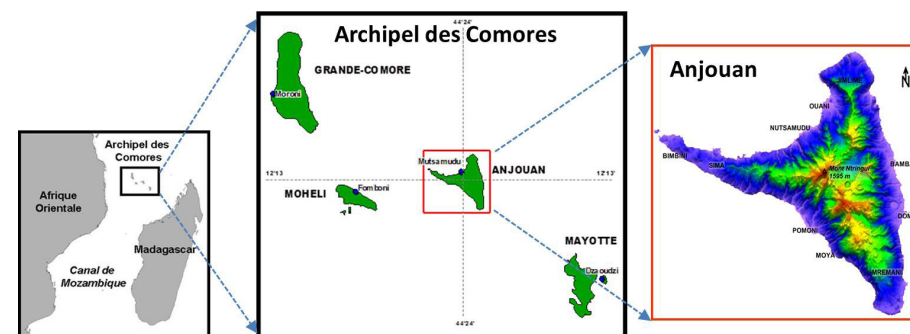 Archipel des
Comores
Afrique
Orientale
Madagascar
Canal de
Mozambique
44°24'
Archipel des Comores
GRANDE-COMORE
Moroni
Mutsamudu
ANJOUAN
12°13
12°13'
MOHELI
Fomboni
MAYOTTE
Dzaoudzi
44°24'
Anjouan
N
JIMLIME
OUANI
NUTSAMUDU
BIMBINI
SIMA
BAMBA
Mont Ntringui
1595 m
DOM
POMONI
MOYA
MREMANI